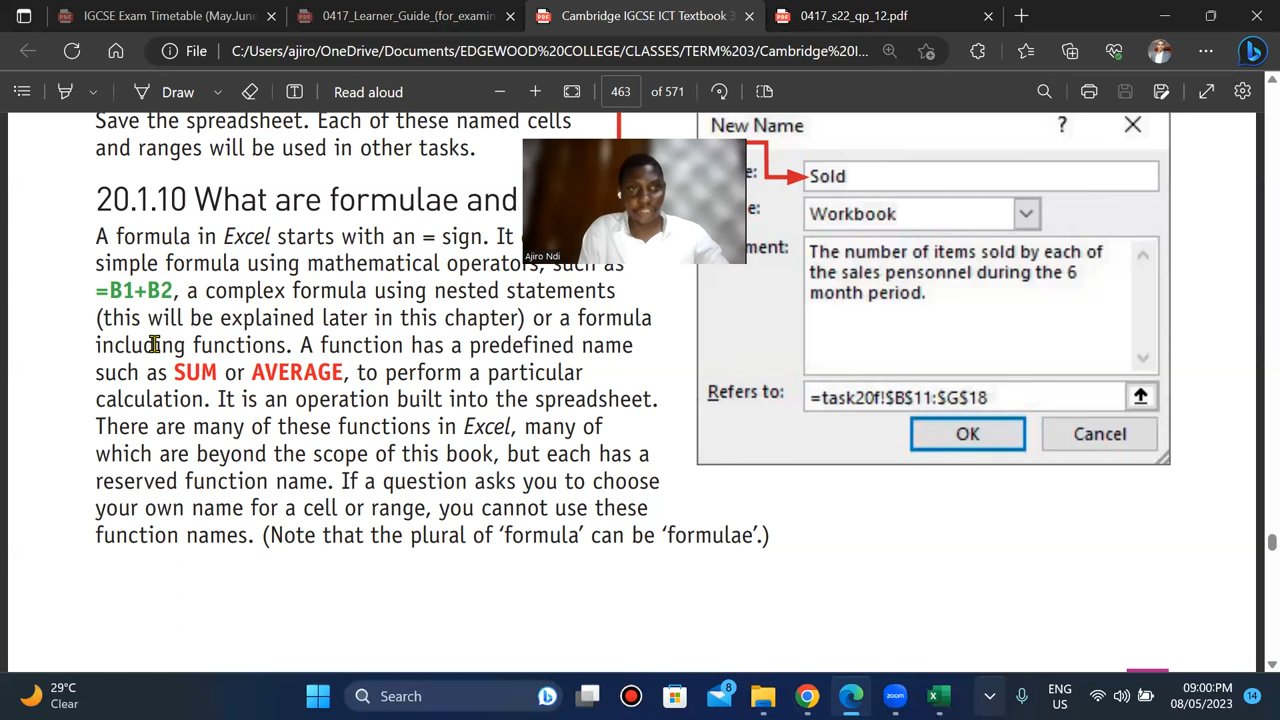 IGCSE Exam Timetable (May.June
0417_Learner_Guide_(for_examin
Cambridge IGCSE ICT Textbook 3
0417_s22_qp_12.pdf
File
C:/Users/ajiro/OneDrive/Documents/EDGEWOOD%20COLLEGE/CLASSES/TERM%203/Cambridge%20I...
Draw
Read aloud
463 of 571
Save the spreadsheet. Each of these named cells
and ranges will be used in other tasks.
20.1.10 What are formulae and
A formula in Excel starts with an = sign. It
simple formula using mathematical operators, such as
=B1+B2, a complex formula using nested statements
(this will be explained later in this chapter) or a formula
including functions. A function has a predefined name
such as SUM or AVERAGE, to perform a particular
calculation. It is an operation built into the spreadsheet.
There are many of these functions in Excel, many of
which are beyond the scope of this book, but each has a
reserved function name. If a question asks you to choose
your own name for a cell or range, you cannot use these
function names. (Note that the plural of ‘formula’ can be ‘formulae’.)
Ajiro Ndi
New Name
? 
e: Sold
e: Workbook
ment: The number of items sold by each of
the sales pensonnel during the 6
month period.
Refers to: =task20f!$B$11:$G$18
OK Cancel
29°C
Clear
Search
8
ENG
UK
09:00:PM
08/05/2023
14